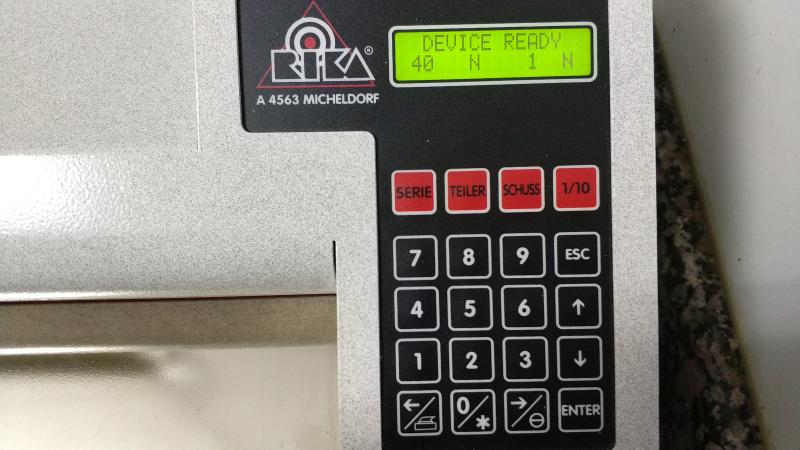 RIKA®
A 4563 MICHELDORF
DEVICE READY
40 N 1 N
SERIE TEILER SCHUSS 1/10
7 8 9 ESC
4 5 6 ↑
1 2 3 ↓
← 0/* → ENTER